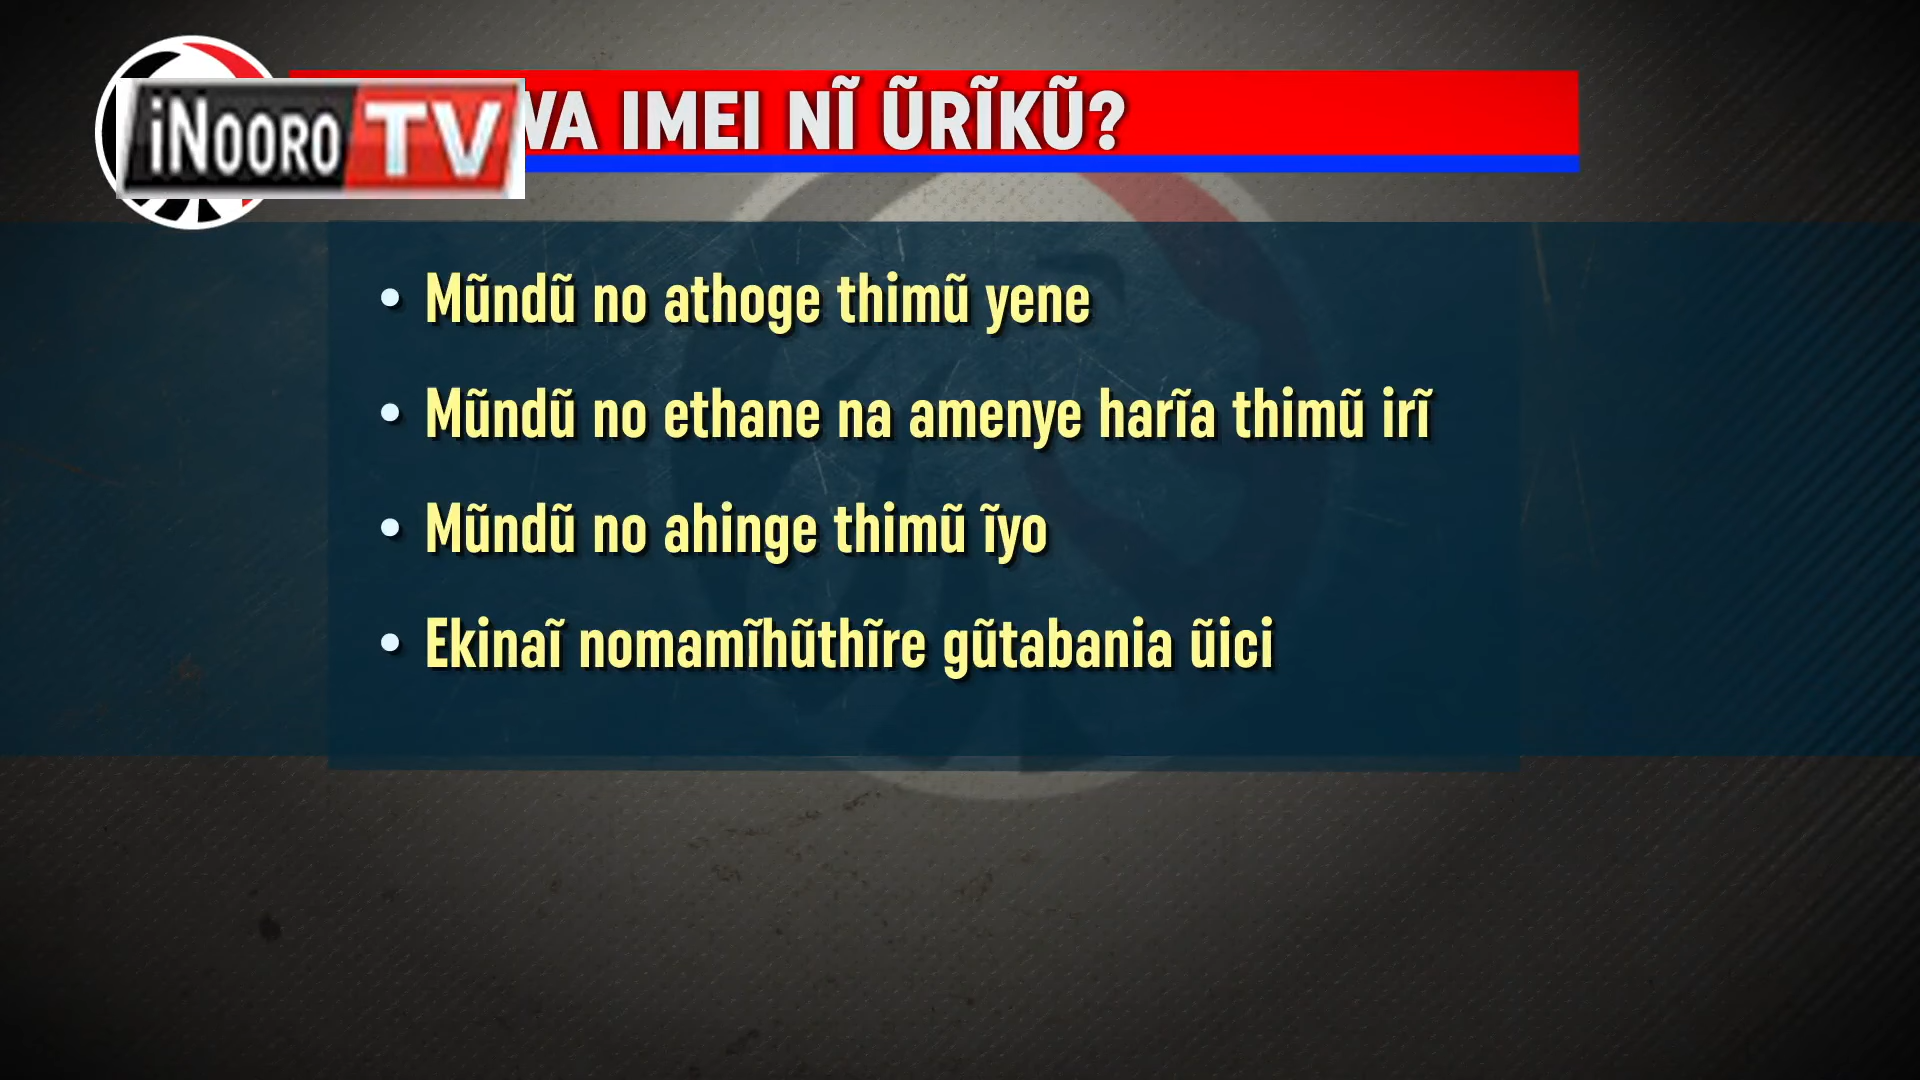 iNooro TV
IMEI NĨ ŨRĨKŨ?
• Mũndũ no athoge thimũ yene
• Mũndũ no ethane na amenye harĩa thimũ irĩ
• Mũndũ no ahinge thimũ ĩyo
• Ekinaĩ nomamĩhũthĩre gũtabania ũici